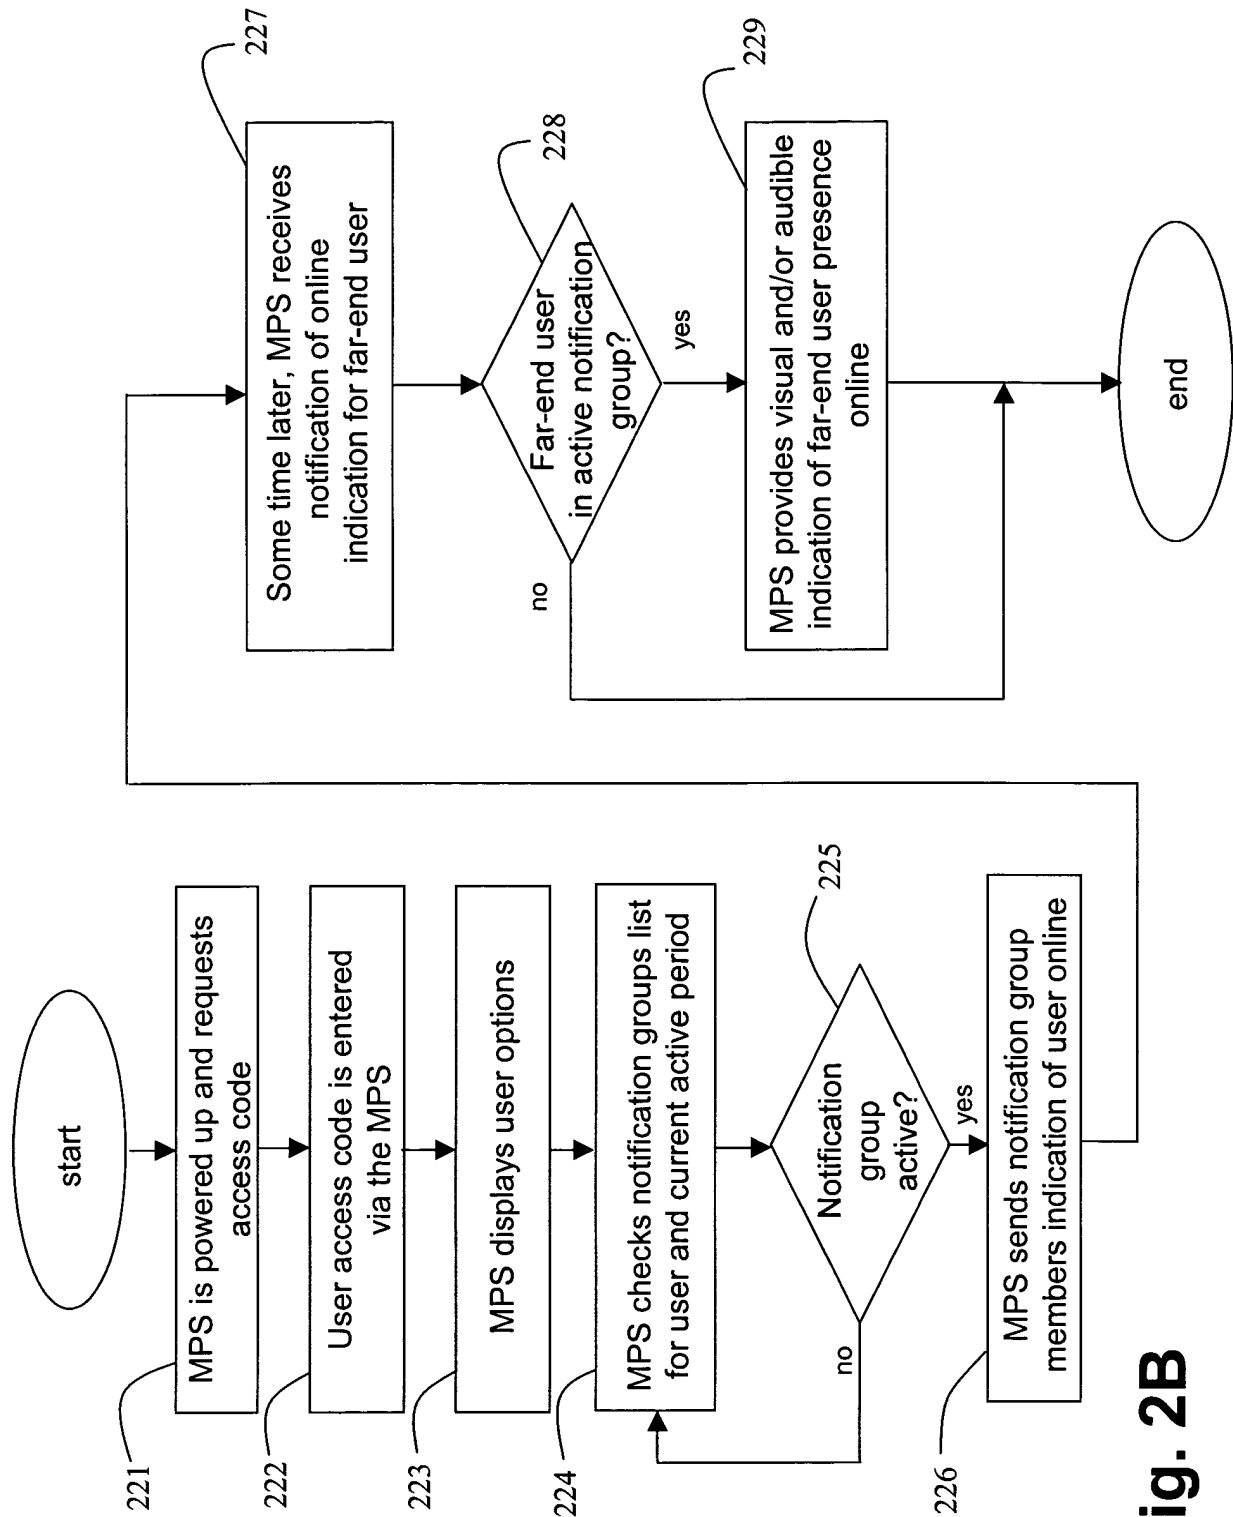 start
221
MPS is powered up and requests
access code
222
User access code is entered
via the MPS
223
MPS displays user options
224
MPS checks notification groups list
for user and current active period
225
Notification
group
active?
no
yes
226
MPS sends notification group
members indication of user online
227
Some time later, MPS receives
notification of online
indication for far-end user
228
Far-end user
in active notification
group?
no
yes
229
MPS provides visual and/or audible
indication of far-end user presence
online
end
ig. 2B